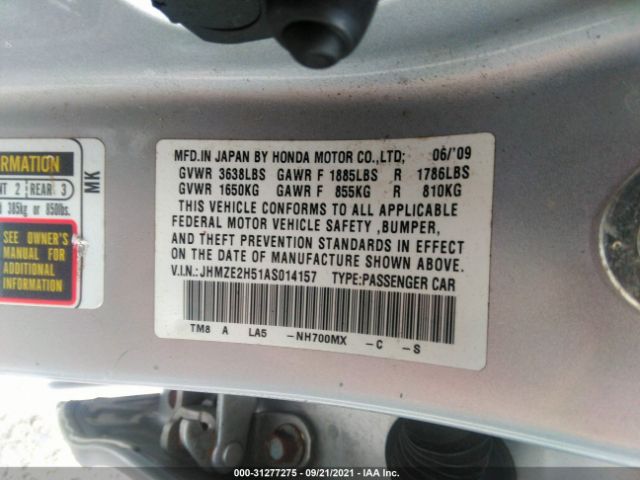 MFD.IN JAPAN BY HONDA MOTOR CO.,LTD; 06/'09
GVWR 3638LBS GAWR F 1885LBS R 1786LBS
GVWR 1650KG GAWR F 855KG R 810KG
THIS VEHICLE CONFORMS TO ALL APPLICABLE
FEDERAL MOTOR VEHICLE SAFETY ,BUMPER,
AND THEFT PREVENTION STANDARDS IN EFFECT
ON THE DATE OF MANUFACTURE SHOWN ABOVE.
V.I.N.: JHMZE2H51AS014157 TYPE:PASSENGER CAR
TM8 A LA5 -NH700MX -C -S
RMATION
NT 2 REAR 3
385kg or 850lbs.
SEE OWNER'S
MANUAL FOR
ADDITIONAL
MK
000-31277275 - 09/21/2021 - IAA Inc.